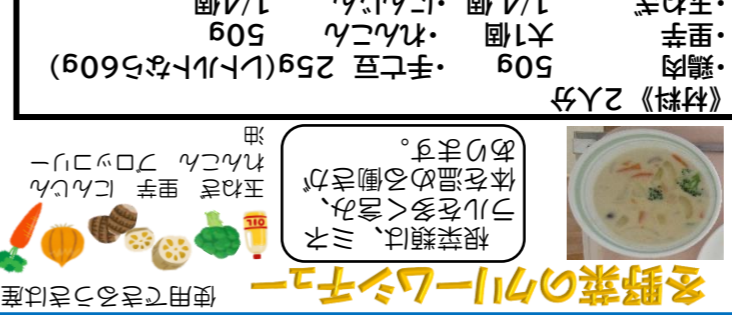 冬野菜のクリームシチュー
使用できるうきは産
根菜類は、ミネ
ラルを多く含み、
体を温める働きが
あります。
OIL
玉ねぎ 里芋 にんじん
れんこん ブロッコリー
油
《材料》2人分
・鶏肉 50g ・手亡豆 25g(レトルトなら60g)
・里芋 大1個 ・れんこん 50g
・玉ねぎ 1/4個 ・にんじん 1/4個